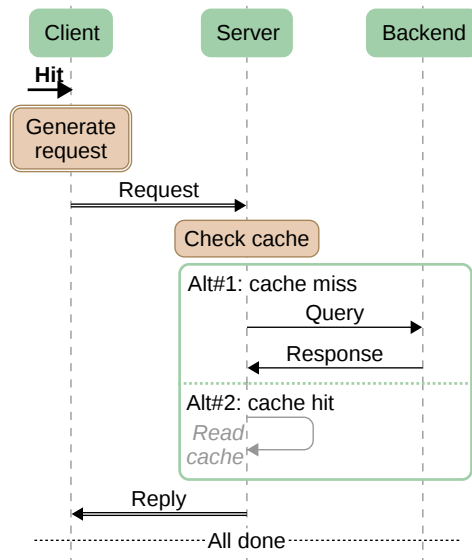 Client
Server
Backend
Hit
Generate
request
Request
Check cache
Alt#1: cache miss
Query
Response
Alt#2: cache hit
Read
cache
Reply
All done